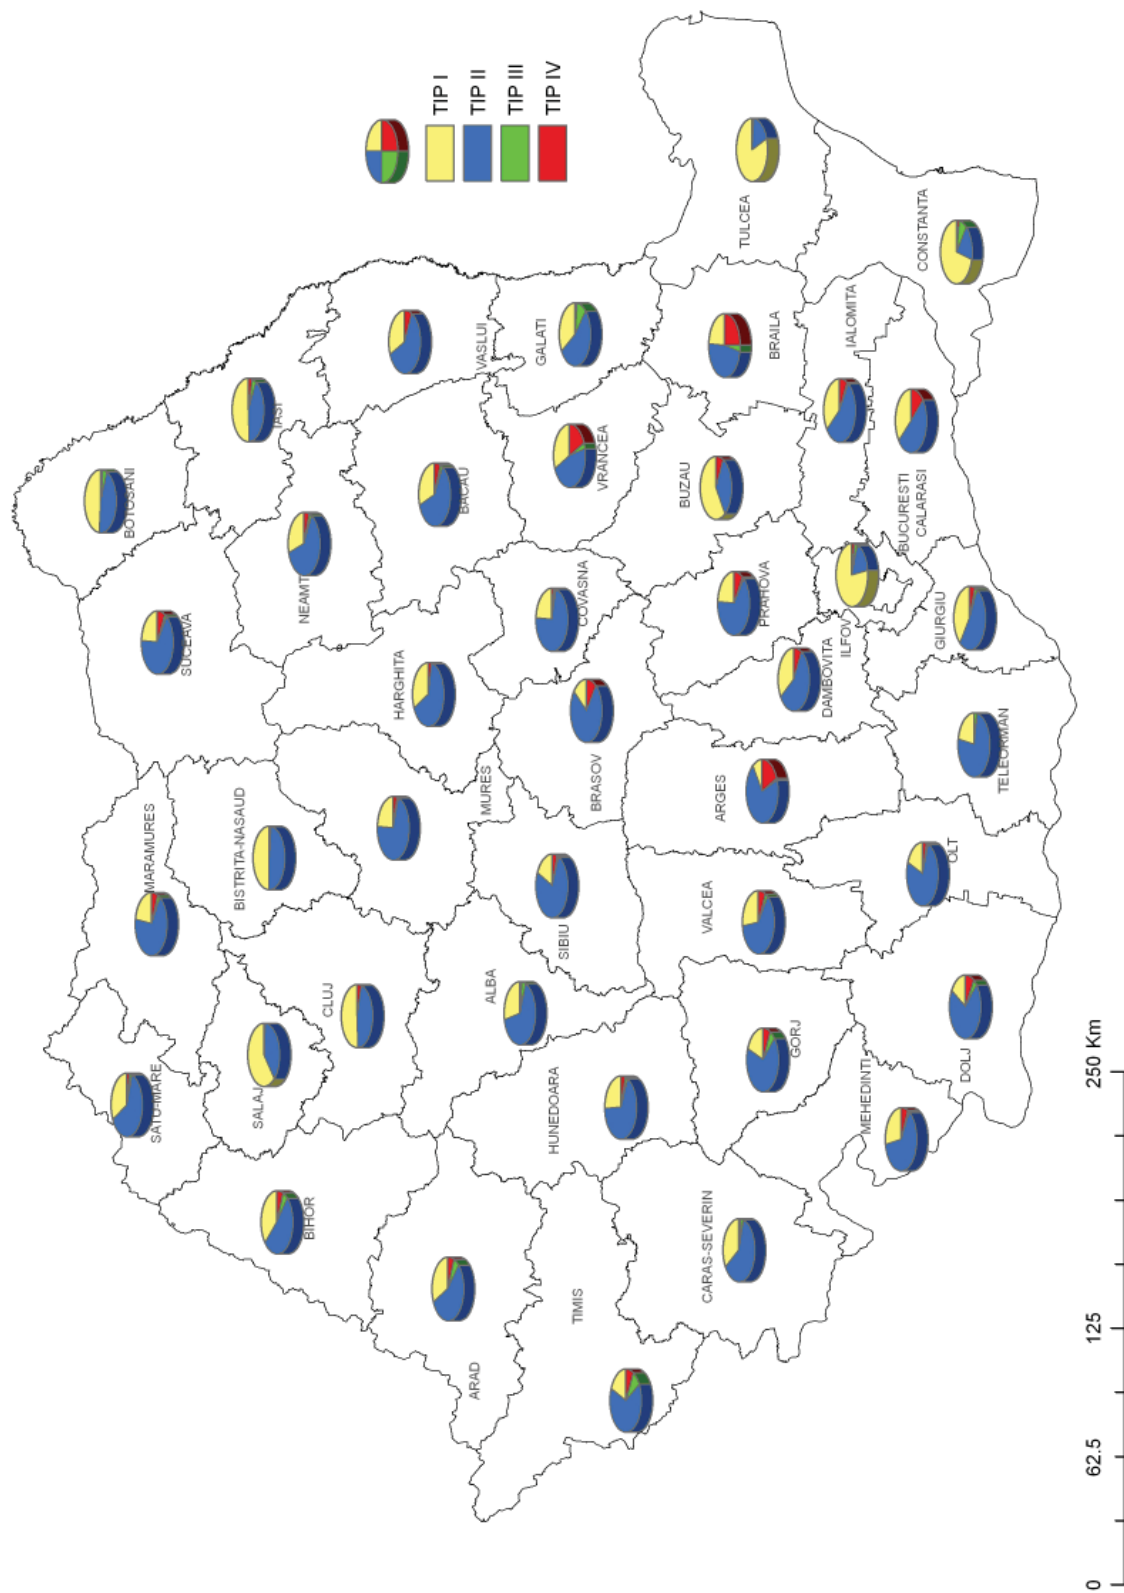 TIP I
TIP II
TIP III
TIP IV
BOTOSANI
SUCEAVA
MARAMURES
SATU-MARE
IASI
NEAMT
BISTRITA-NASAUD
SALAJ
CLUJ
BIHOR
VASLUI
BACAU
HARGHITA
MURES
ALBA
ARAD
GALATI
VRANCEA
COVASNA
BRASOV
SIBIU
HUNEDOARA
TIMIS
TULCEA
BRAILA
BUZAU
PRAHOVA
DAMBOVITA
ARGES
VALCEA
GORJ
CARAS-SEVERIN
MEHEDINTI
CONSTANTA
IALOMITA
BUCURESTI
CALARASI
ILFOV
GIURGIU
TELEORMAN
OLT
DOLJ
0 62.5 125 250 Km